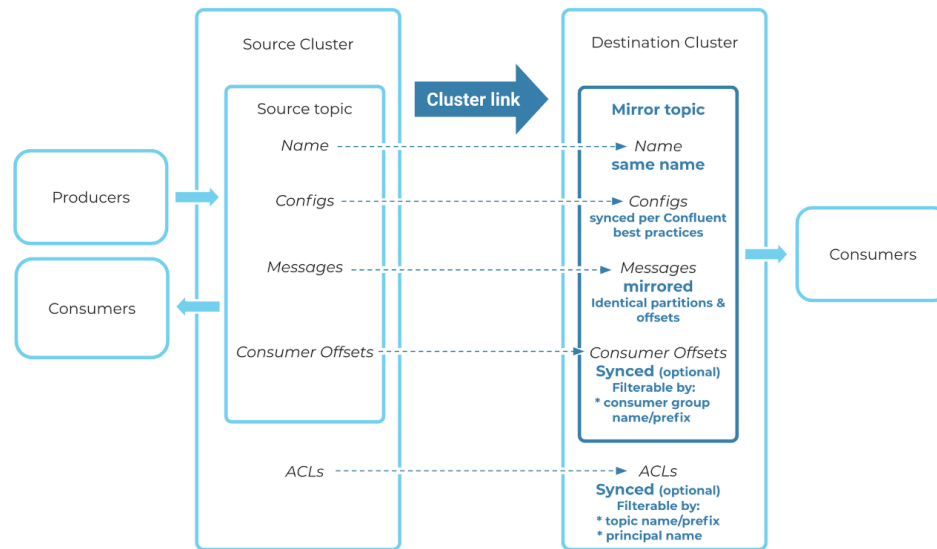 Source Cluster
Destination Cluster
Cluster link
Source topic
Mirror topic
Name
Name
same name
Producers
Configs
Configs
synced per Confluent
best practices
Consumers
Messages
Messages
mirrored
Identical partitions &
offsets
Consumers
Consumer Offsets
Consumer Offsets
Synced (optional)
Filterable by:
* consumer group
name/prefix
ACLs
ACLs
Synced (optional)
Filterable by:
* topic name/prefix
* principal name